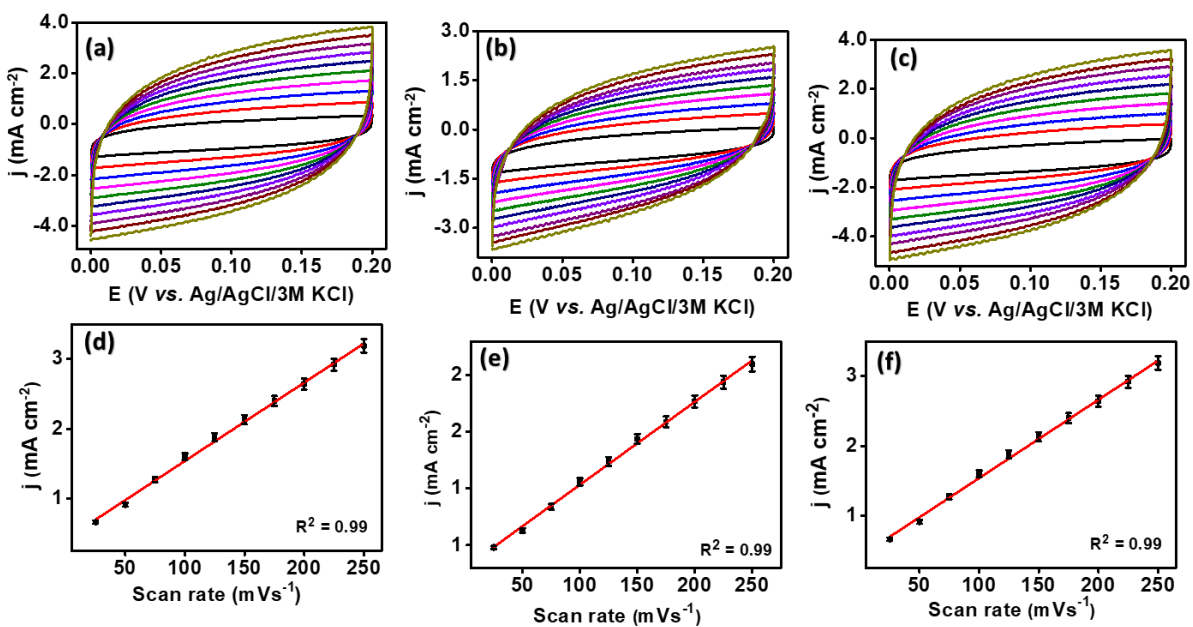 (a)
4.0
2.0
0.0
-2.0
-4.0
j (mA cm-2)
0.00 0.05 0.10 0.15 0.20
E (V vs. Ag/AgCl/3M KCl)
(b)
3.0
1.5
0.0
-1.5
-3.0
j (mA cm-2)
0.00 0.05 0.10 0.15 0.20
E (V vs. Ag/AgCl/3M KCl)
(c)
4.0
2.0
0.0
-2.0
-4.0
j (mA cm-2)
0.00 0.05 0.10 0.15 0.20
E (V vs. Ag/AgCl/3M KCl)
(d)
3
2
1
j (mA cm-2)
R2 = 0.99
50 100 150 200 250
Scan rate (mVs-1)
(e)
2
2
1
1
j (mA cm-2)
R2 = 0.99
50 100 150 200 250
Scan rate (mVs-1)
(f)
3
2
1
j (mA cm-2)
R2 = 0.99
50 100 150 200 250
Scan rate (mVs-1)